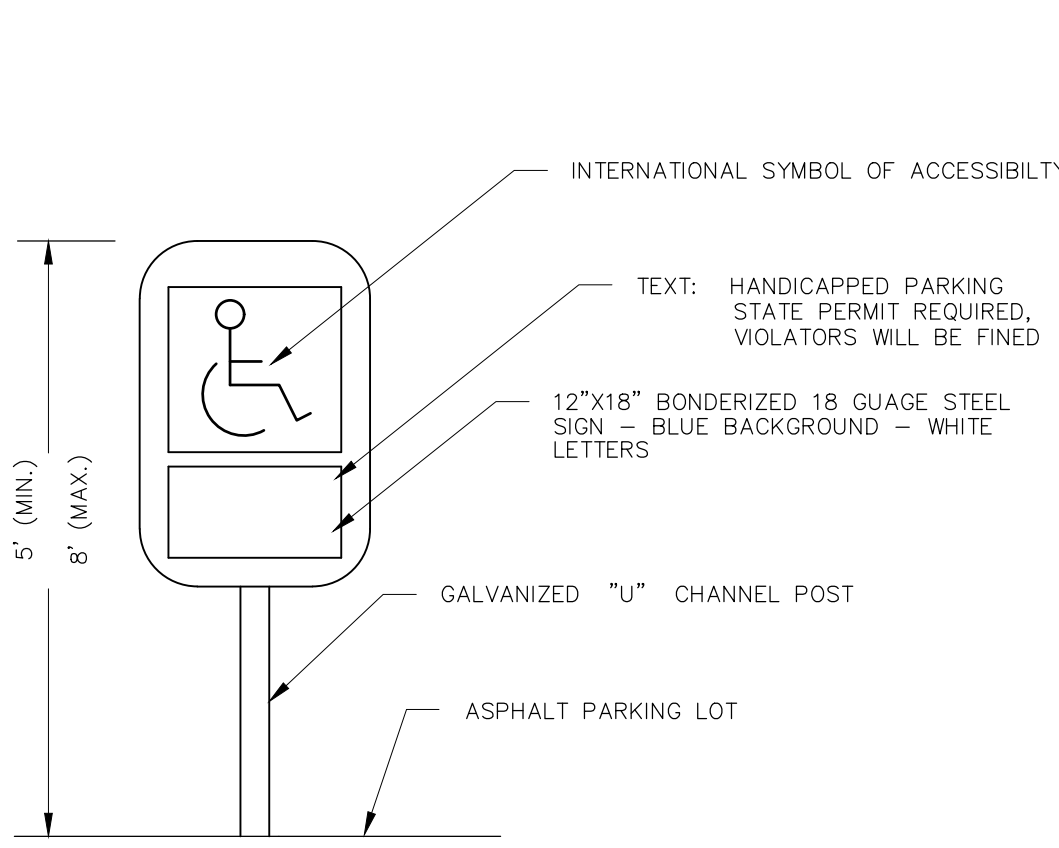 INTERNATIONAL SYMBOL OF ACCESSIBILTY
TEXT: HANDICAPPED PARKING
STATE PERMIT REQUIRED,
VIOLATORS WILL BE FINED
12"X18" BONDERIZED 18 GUAGE STEEL
SIGN – BLUE BACKGROUND – WHITE
LETTERS
5' (MIN.)
8' (MAX.)
GALVANIZED "U" CHANNEL POST
ASPHALT PARKING LOT